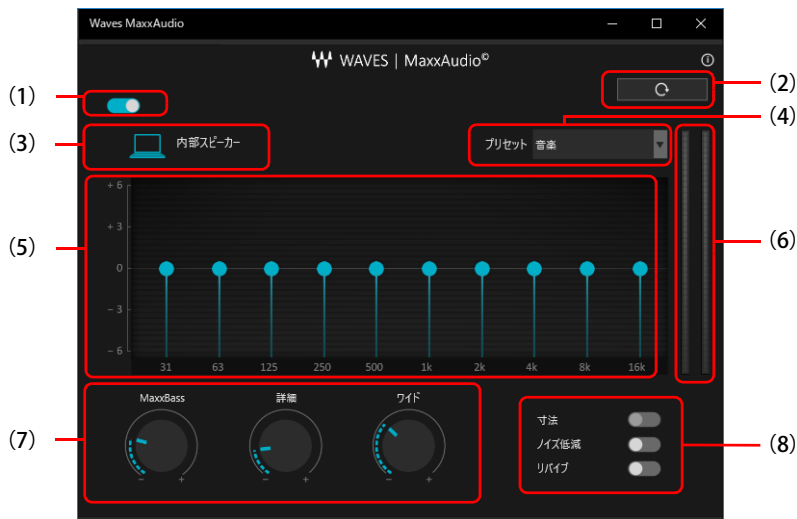 Waves MaxxAudio
WAVES | MaxxAudio©
(1)
(2)
(3)
内部スピーカー
(4)
プリセット 音楽
(5)
+ 6
+ 3
0
- 3
- 6
31 63 125 250 500 1k 2k 4k 8k 16k
(6)
(7)
MaxxBass 詳細 ワイド
- + - + - +
(8)
寸法
ノイズ低減
リバイブ